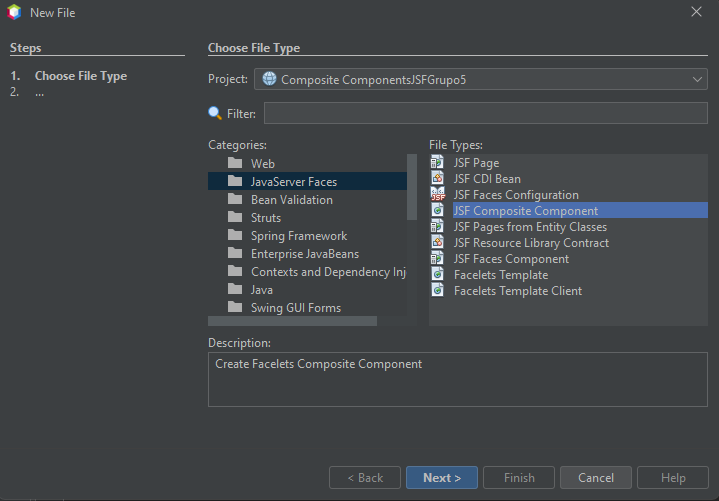 New File
Steps
1. Choose File Type
2. ...
Choose File Type
Project: Composite ComponentsJSFGrupo5
Filter:
Categories:
Web
JavaServer Faces
Bean Validation
Struts
Spring Framework
Enterprise JavaBeans
Contexts and Dependency Inj
Java
Swing GUI Forms
File Types:
JSF Page
JSF CDI Bean
JSF Faces Configuration
JSF Composite Component
JSF Pages from Entity Classes
JSF Resource Library Contract
JSF Faces Component
Facelets Template
Facelets Template Client
Description:
Create Facelets Composite Component
< Back Next > Finish Cancel Help